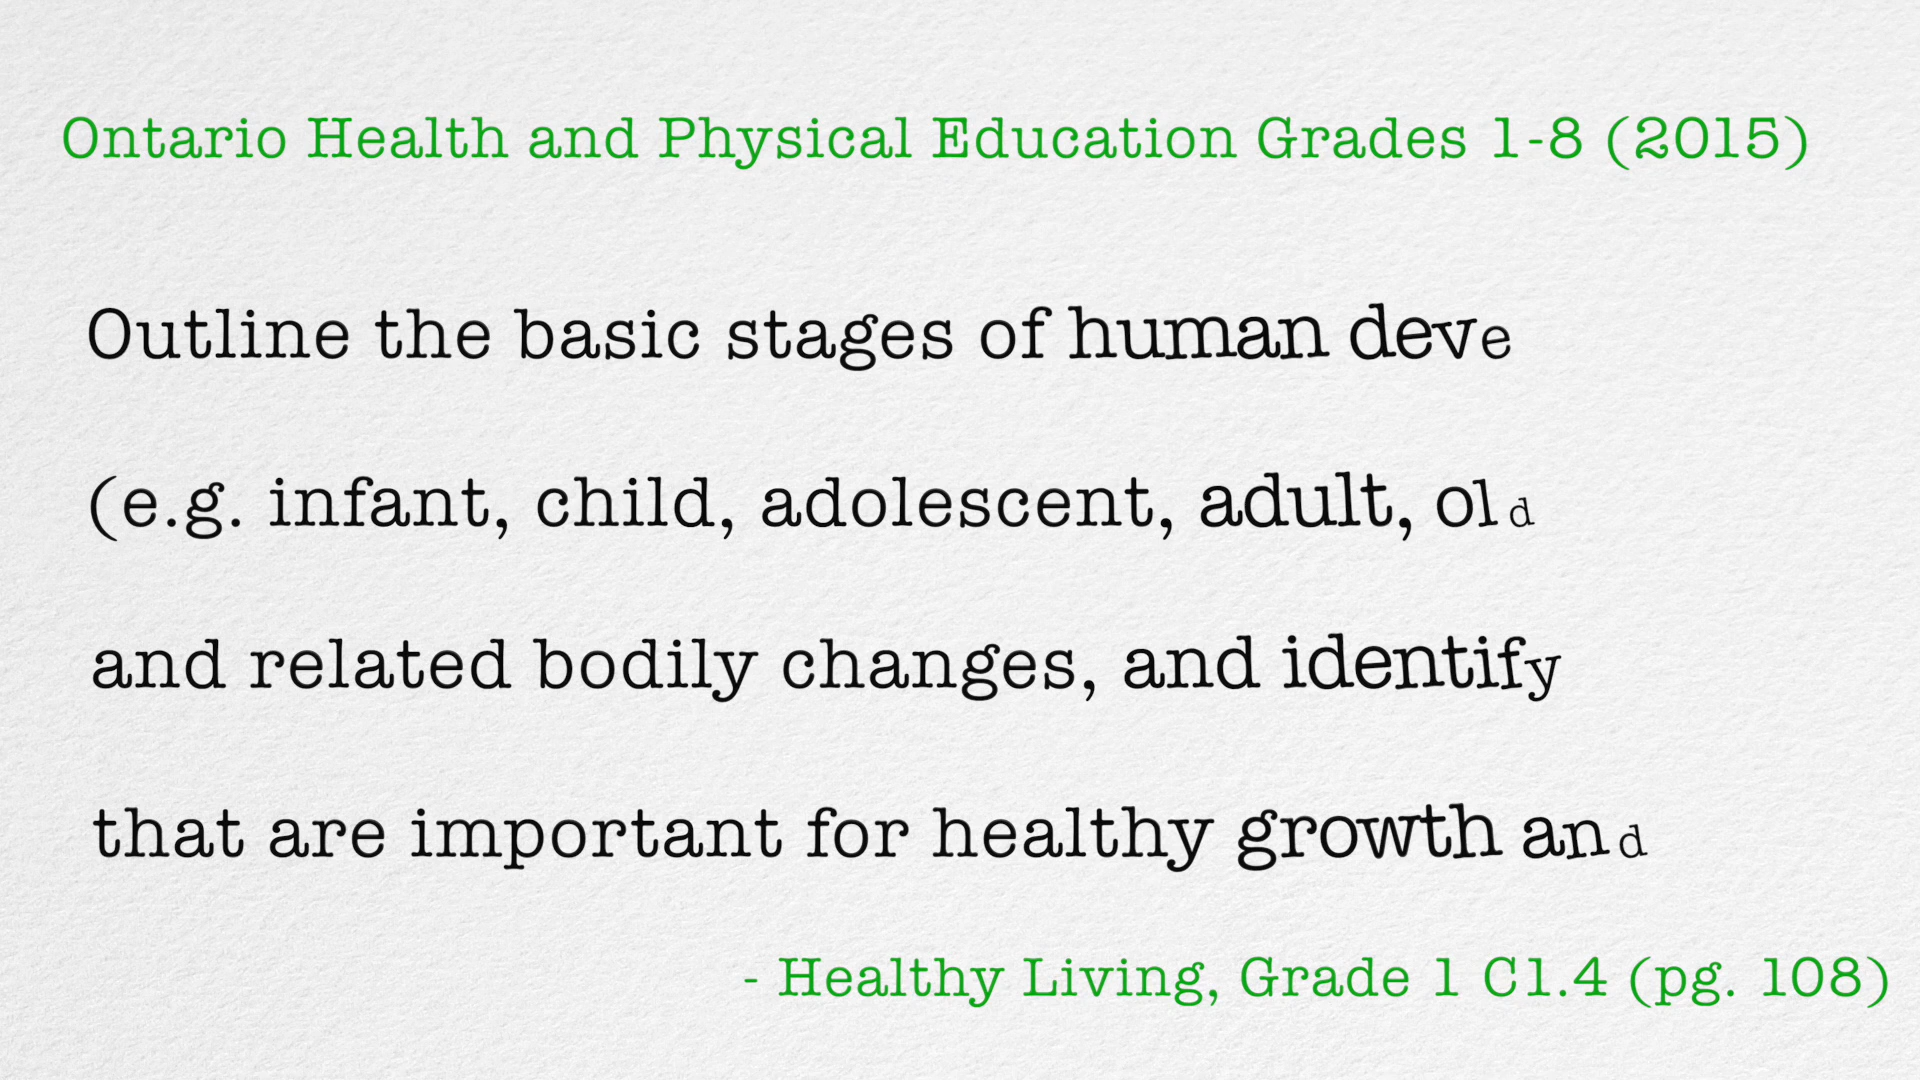 Ontario Health and Physical Education Grades 1-8 (2015)
Outline the basic stages of human deve
(e.g. infant, child, adolescent, adult, old
and related bodily changes, and identify
that are important for healthy growth and
- Healthy Living, Grade 1 C1.4 (pg. 108)